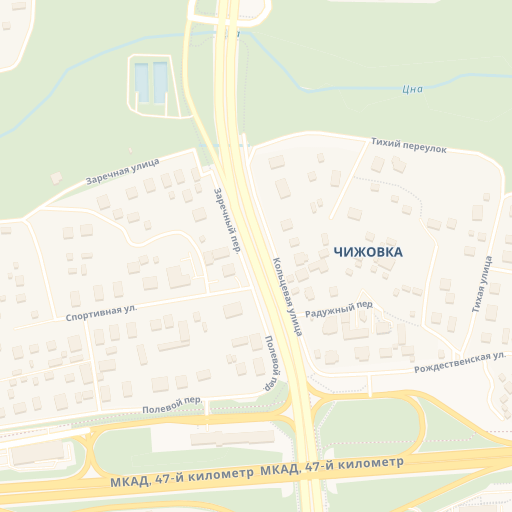 Цна
Тихий переулок
Заречная улица
Заречный пер.
ЧИЖОВКА
Кольцевая улица
Тихая улица
Спортивная ул.
Радужный пер
Полевой пер.
Рождественская ул.
Полевой пер.
МКАД, 47-й километр МКАД, 47-й километр